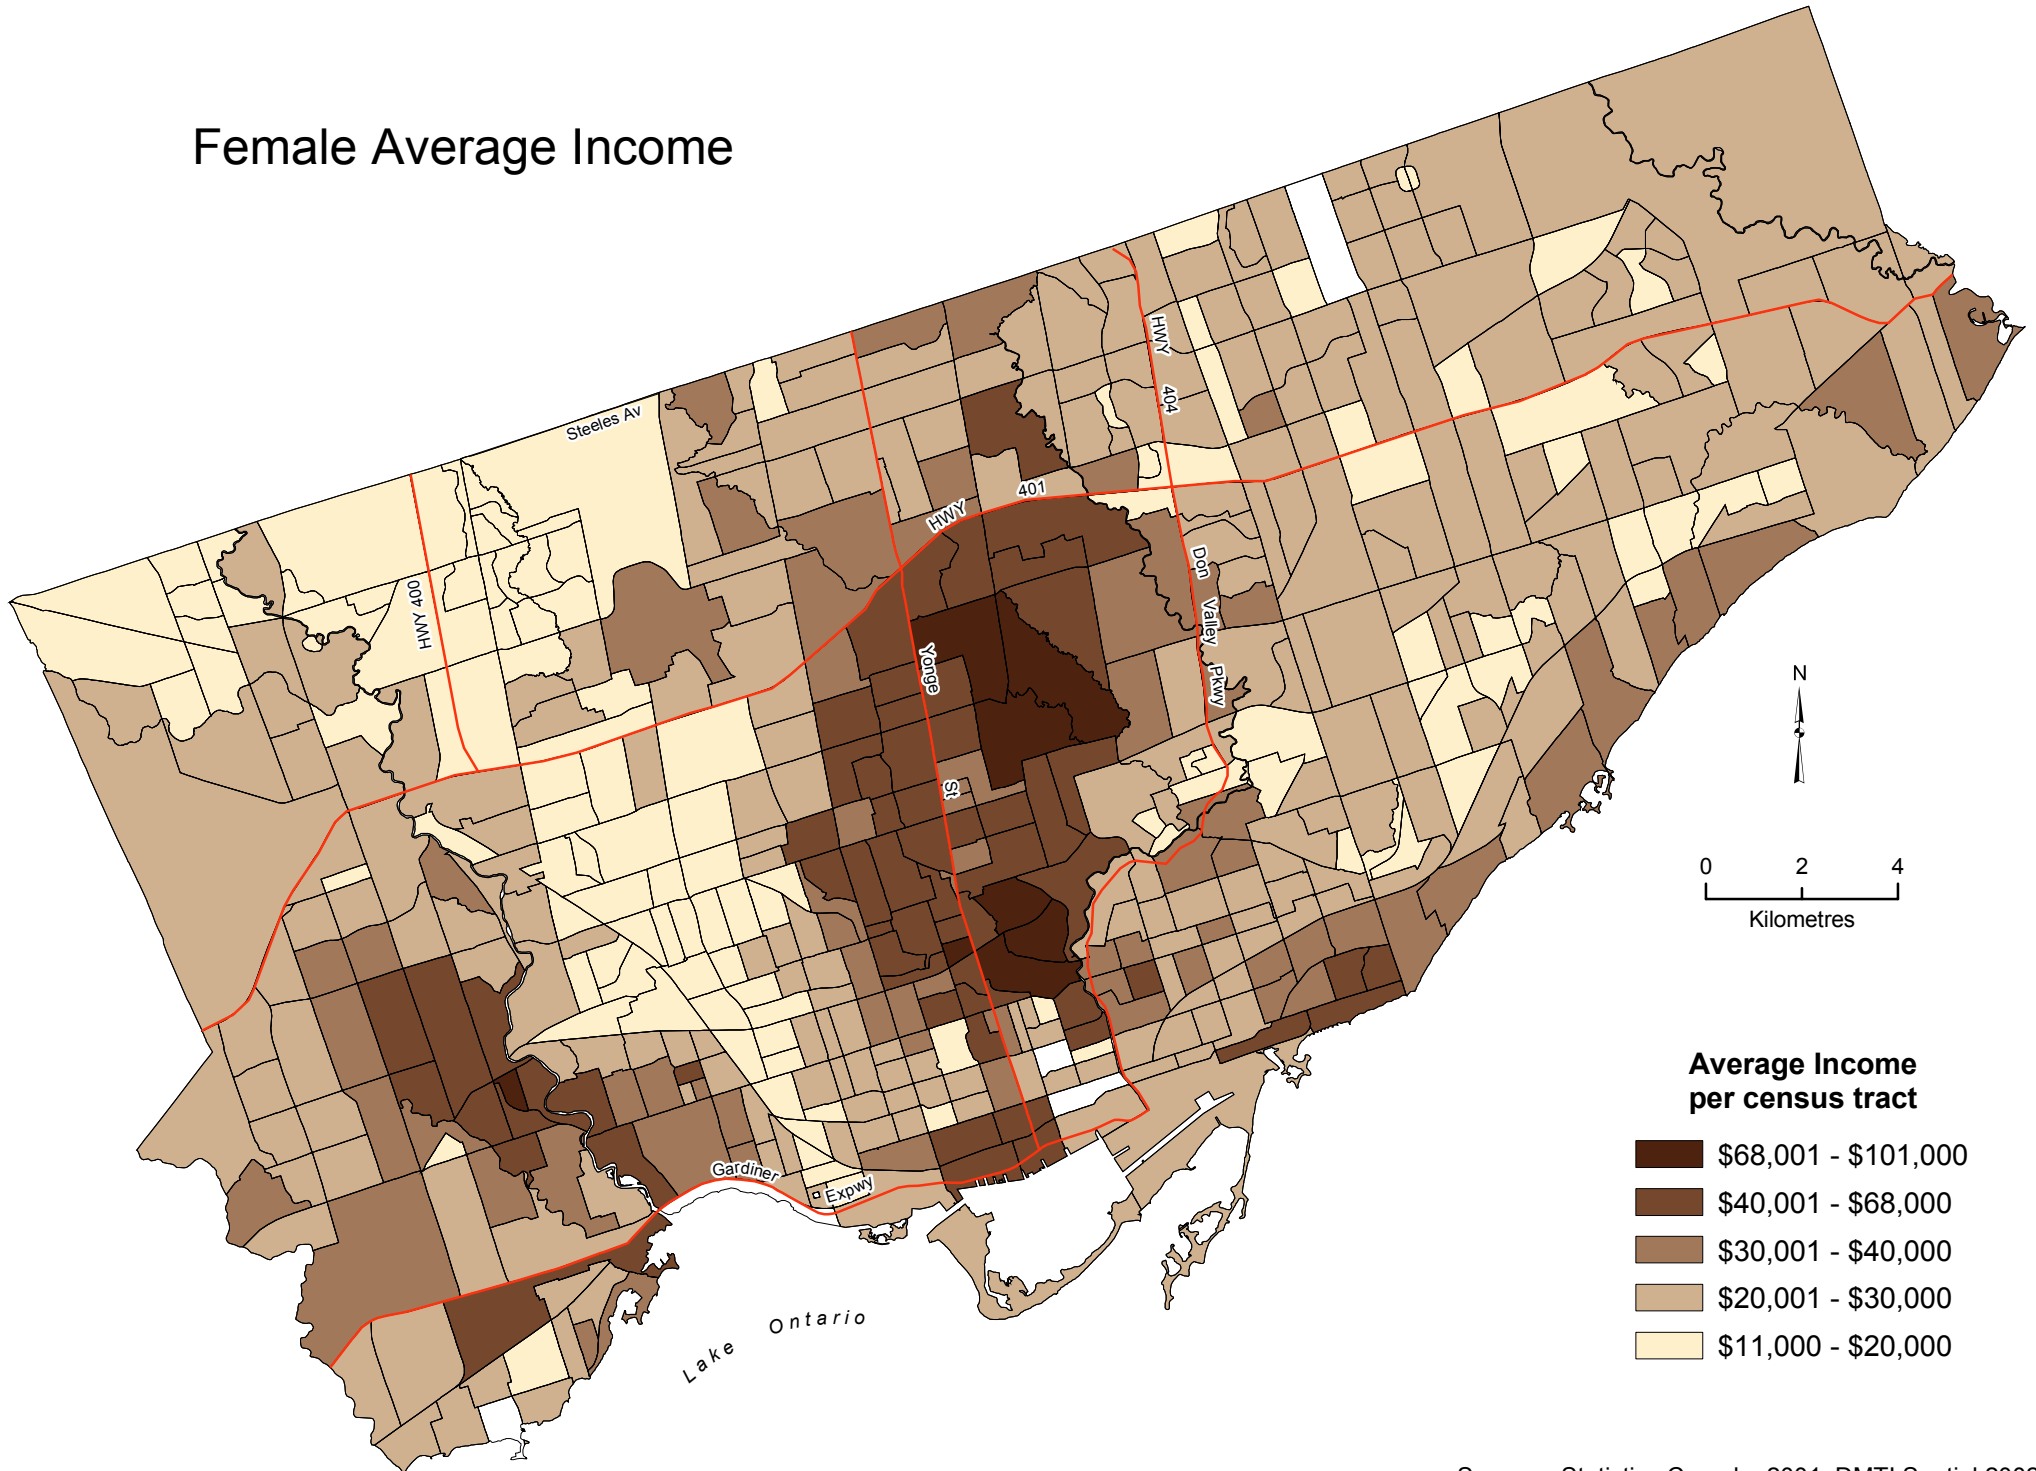 Female Average Income
Steeles Av
HWY 400
HWY
401
HWY
404
Don
Valley
Pkwy
Yonge
St
Gardiner
Expwy
Lake Ontario
N
0 2 4
Kilometres
Average Income
per census tract
$68,001 - $101,000
$40,001 - $68,000
$30,001 - $40,000
$20,001 - $30,000
$11,000 - $20,000